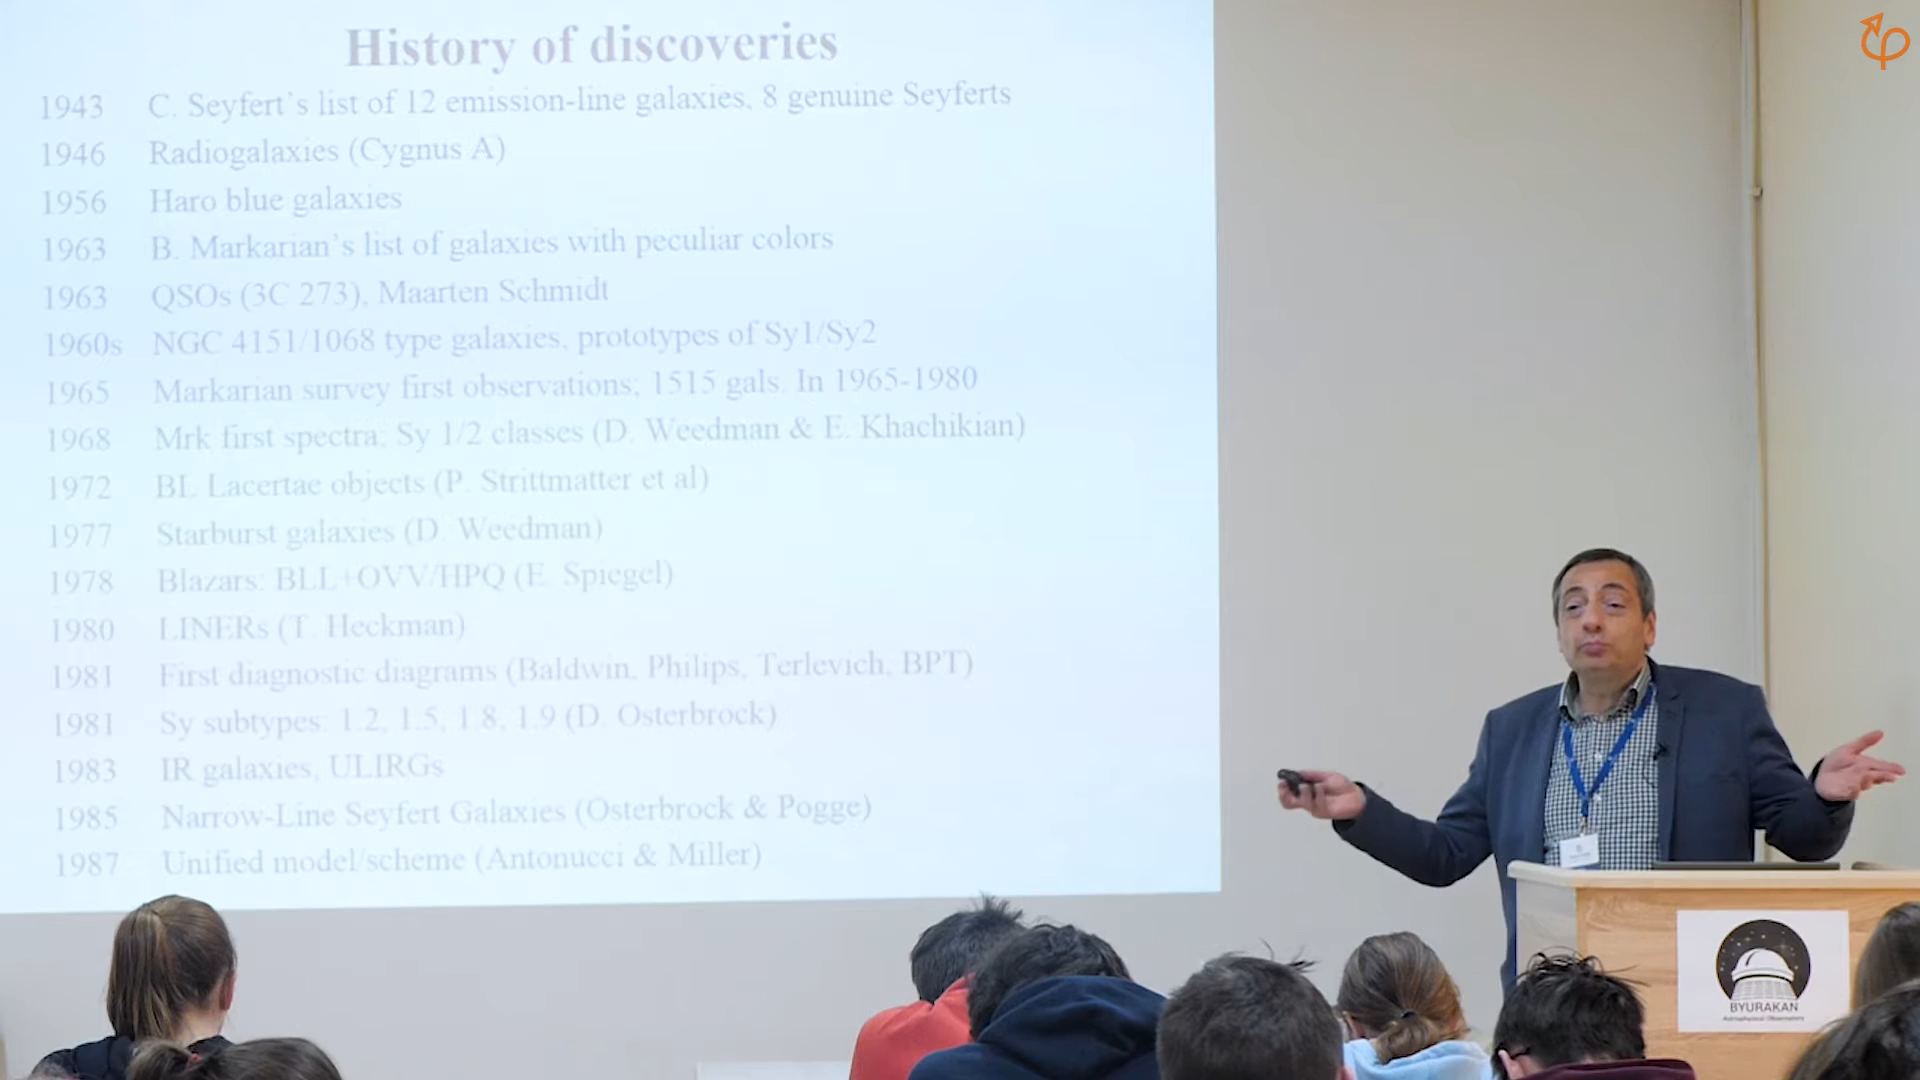 History of discoveries
1943 C. Seyfert's list of 12 emission-line galaxies, 8 genuine Seyferts
1946 Radiogalaxies (Cygnus A)
1956 Haro blue galaxies
1963 B. Markarian's list of galaxies with peculiar colors
1963 QSOs (3C 273), Maarten Schmidt
1960s NGC 4151/1068 type galaxies, prototypes of Sy1/Sy2
1965 Markarian survey first observations; 1515 gals. In 1965-1980
1968 Mrk first spectra: Sy 1/2 classes (D. Weedman & E. Khachikian)
1972 BL Lacertae objects (P. Strittmatter et al)
1977 Starburst galaxies (D. Weedman)
1978 Blazars: BLL+OVV/HPQ (E. Spiegel)
1980 LINERs (T. Heckman)
1981 First diagnostic diagrams (Baldwin, Philips, Terlevich, BPT)
1981 Sy subtypes: 1.2, 1.5, 1.8, 1.9 (D. Osterbrock)
1983 IR galaxies, ULIRGs
1985 Narrow-Line Seyfert Galaxies (Osterbrock & Pogge)
1987 Unified model/scheme (Antonucci & Miller)
BYURAKAN
Astrophysical Observatory